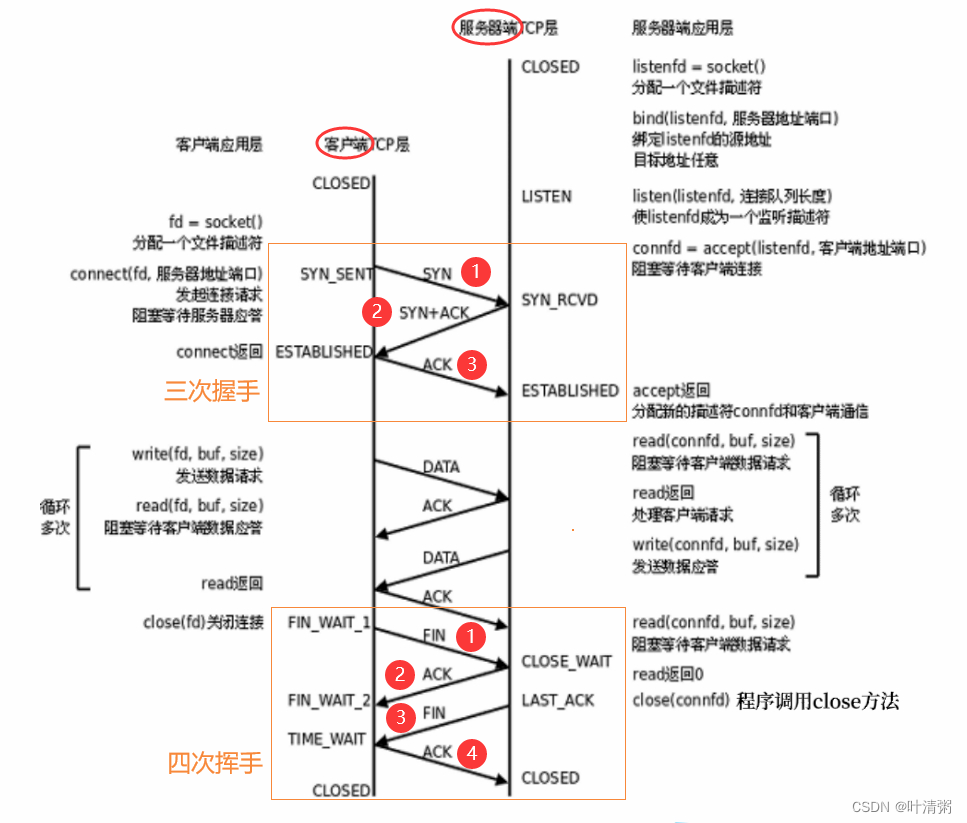 服务器端TCP层
服务器端应用层
CLOSED
listenfd = socket()
分配一个文件描述符
bind(listenfd, 服务器地址端口)
绑定listenfd的源地址
目标地址任意
客户端应用层
客户端TCP层
CLOSED
LISTEN
listen(listenfd, 连接队列长度)
使listenfd成为一个监听描述符
fd = socket()
分配一个文件描述符
connfd = accept(listenfd, 客户端地址端口)
阻塞等待客户端连接
connect(fd, 服务器地址端口)
发起连接请求
阻塞等待服务器应答
SYN_SENT
SYN
1
SYN_RCVD
2
SYN+ACK
connect返回
ESTABLISHED
ACK
3
三次握手
ESTABLISHED
accept返回
分配新的描述符connfd和客户端通信
循环
多次
write(fd, buf, size)
发送数据请求
read(fd, buf, size)
阻塞等待客户端数据应答
read返回
DATA
ACK
DATA
ACK
read(connfd, buf, size)
阻塞等待客户端数据请求
read返回
处理客户端请求
write(connfd, buf, size)
发送数据应答
循环
多次
close(fd)关闭连接
FIN_WAIT_1
FIN
1
read(connfd, buf, size)
阻塞等待客户端数据请求
CLOSE_WAIT
read返回0
2
ACK
FIN_WAIT_2
LAST_ACK
close(connfd)
程序调用close方法
3
FIN
TIME_WAIT
ACK
4
四次挥手
CLOSED
CLOSED
CSDN @叶清粥